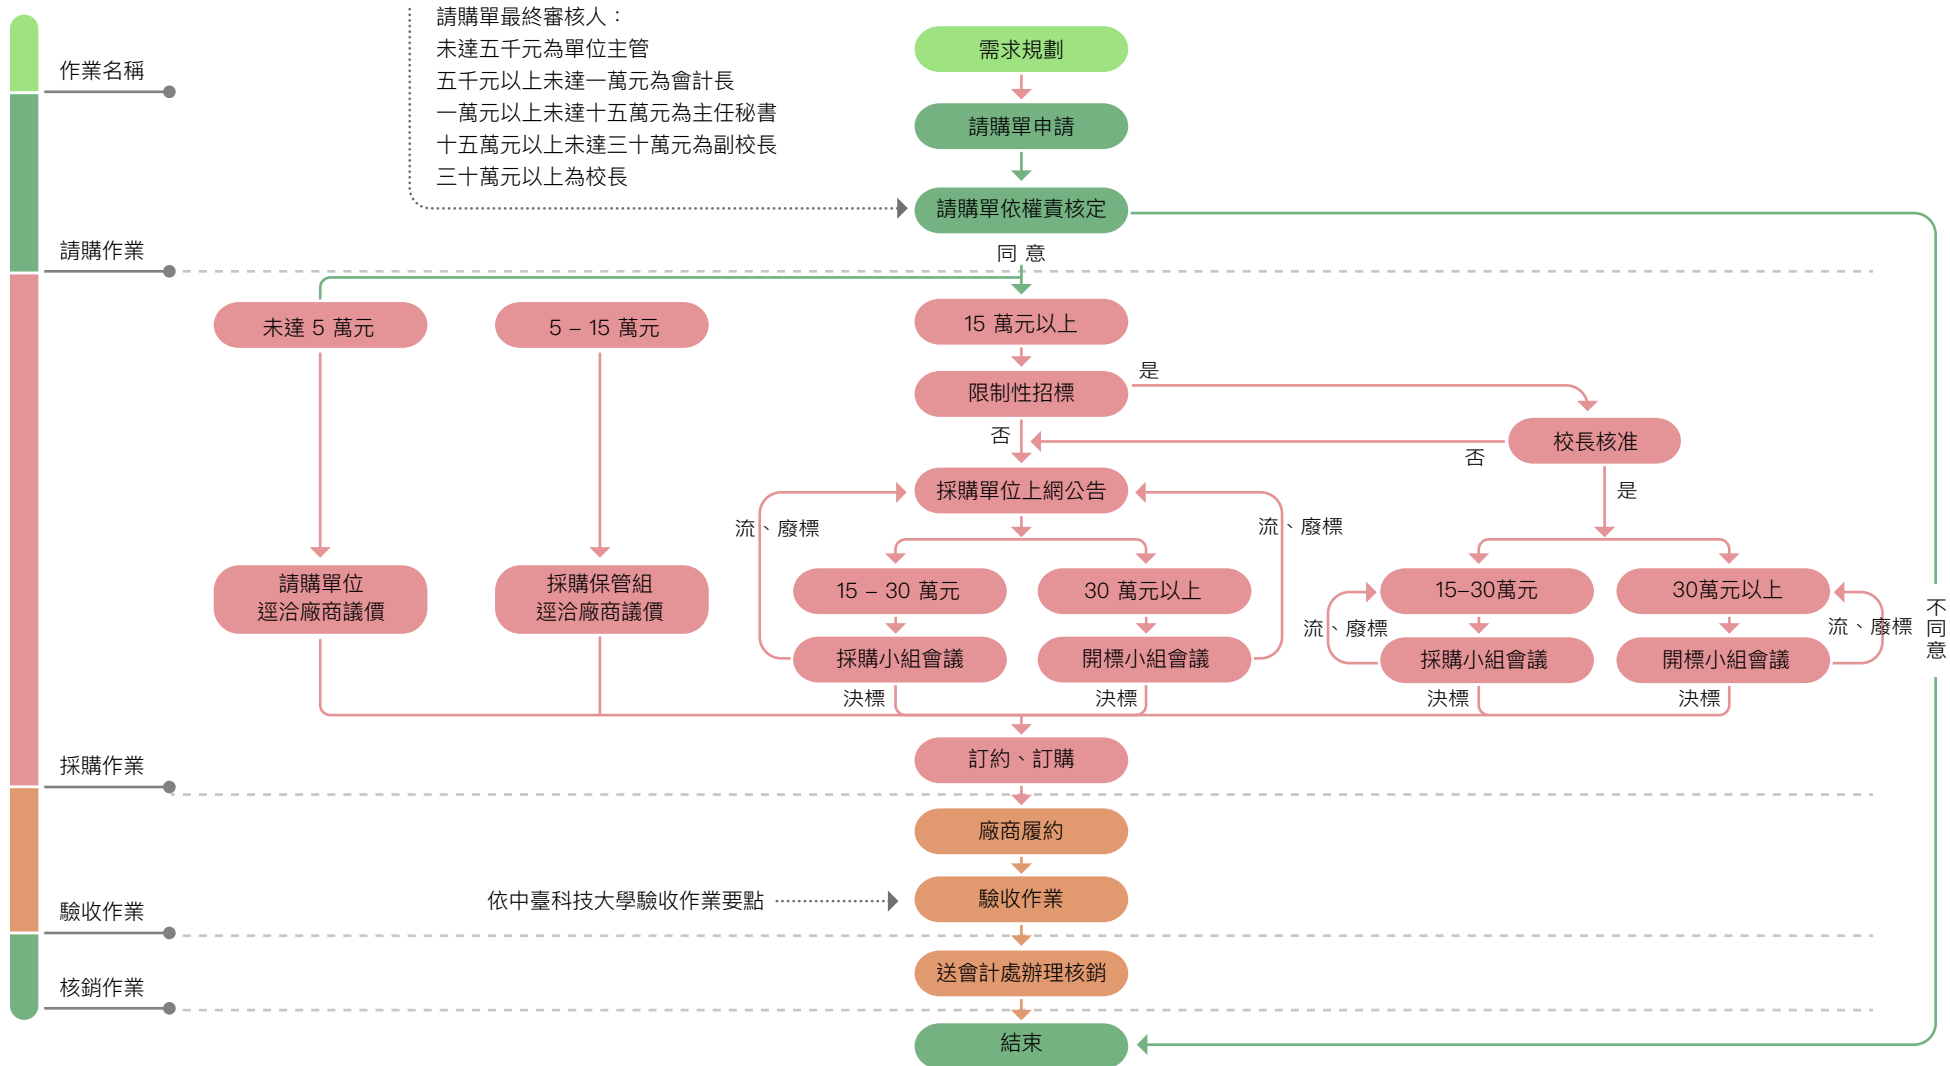 請購單最終審核人：
未達五千元為單位主管
五千元以上未達一萬元為會計長
一萬元以上未達十五萬元為主任秘書
十五萬元以上未達三十萬元為副校長
三十萬元以上為校長
需求規劃
作業名稱
請購單申請
請購單依權責核定
請購作業
同 意
未達 5 萬元
5 – 15 萬元
15 萬元以上
是
限制性招標
否
校長核准
否
採購單位上網公告
是
流、廢標
流、廢標
請購單位
逕洽廠商議價
採購保管組
逕洽廠商議價
15 – 30 萬元
30 萬元以上
15–30萬元
30萬元以上
不同意
流、廢標
流、廢標
採購小組會議
開標小組會議
採購小組會議
開標小組會議
決標
決標
決標
決標
訂約、訂購
採購作業
廠商履約
依中臺科技大學驗收作業要點
驗收作業
驗收作業
送會計處辦理核銷
核銷作業
結束